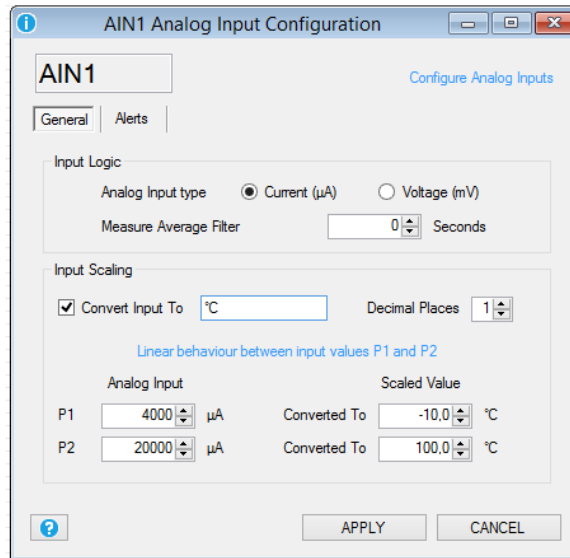 AIN1 Analog Input Configuration
AIN1
Configure Analog Inputs
General Alerts
Input Logic
Analog Input type Current (µA) Voltage (mV)
Measure Average Filter 0 Seconds
Input Scaling
Convert Input To °C Decimal Places 1
Linear behaviour between input values P1 and P2
Analog Input Scaled Value
P1 4000 µA Converted To -10,0 °C
P2 20000 µA Converted To 100,0 °C
APPLY CANCEL